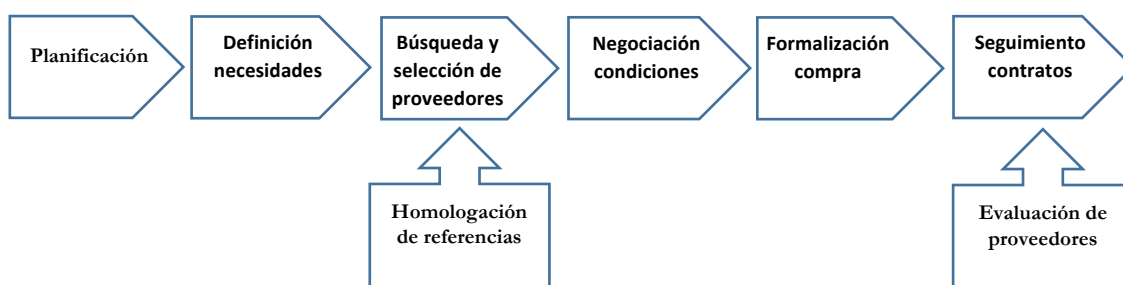 Planificación
Definición
necesidades
Búsqueda y
selección de
proveedores
Negociación
condiciones
Formalización
compra
Seguimiento
contratos
Homologación
de referencias
Evaluación de
proveedores